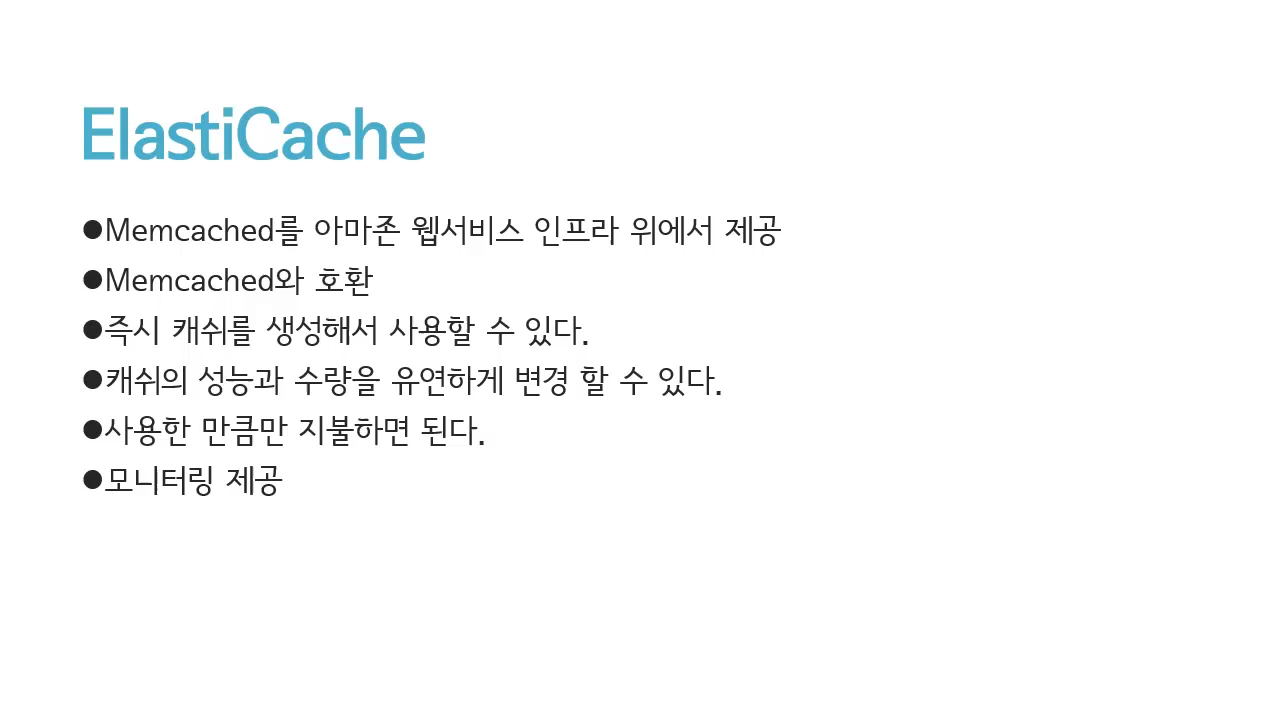 ElastiCache
●Memcached를 아마존 웹서비스 인프라 위에서 제공
●Memcached와 호환
●즉시 캐쉬를 생성해서 사용할 수 있다.
●캐쉬의 성능과 수량을 유연하게 변경 할 수 있다.
●사용한 만큼만 지불하면 된다.
●모니터링 제공